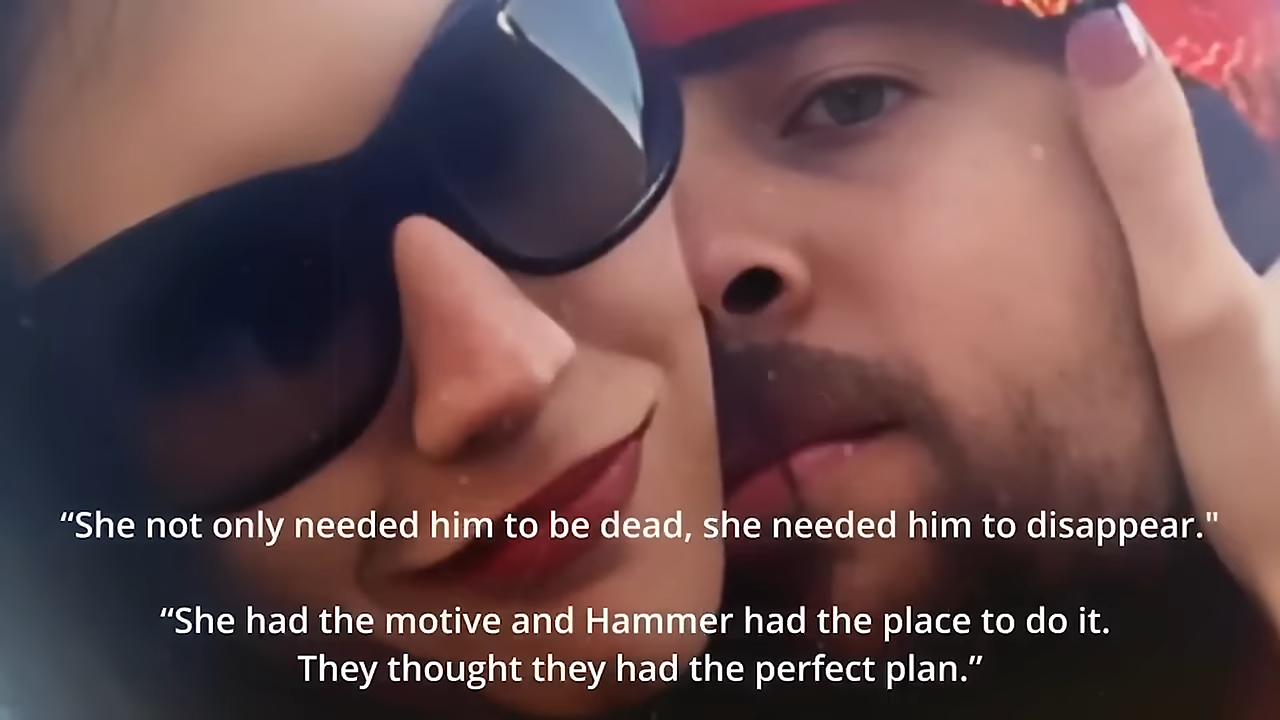 “She not only needed him to be dead, she needed him to disappear."
“She had the motive and Hammer had the place to do it.
They thought they had the perfect plan.”